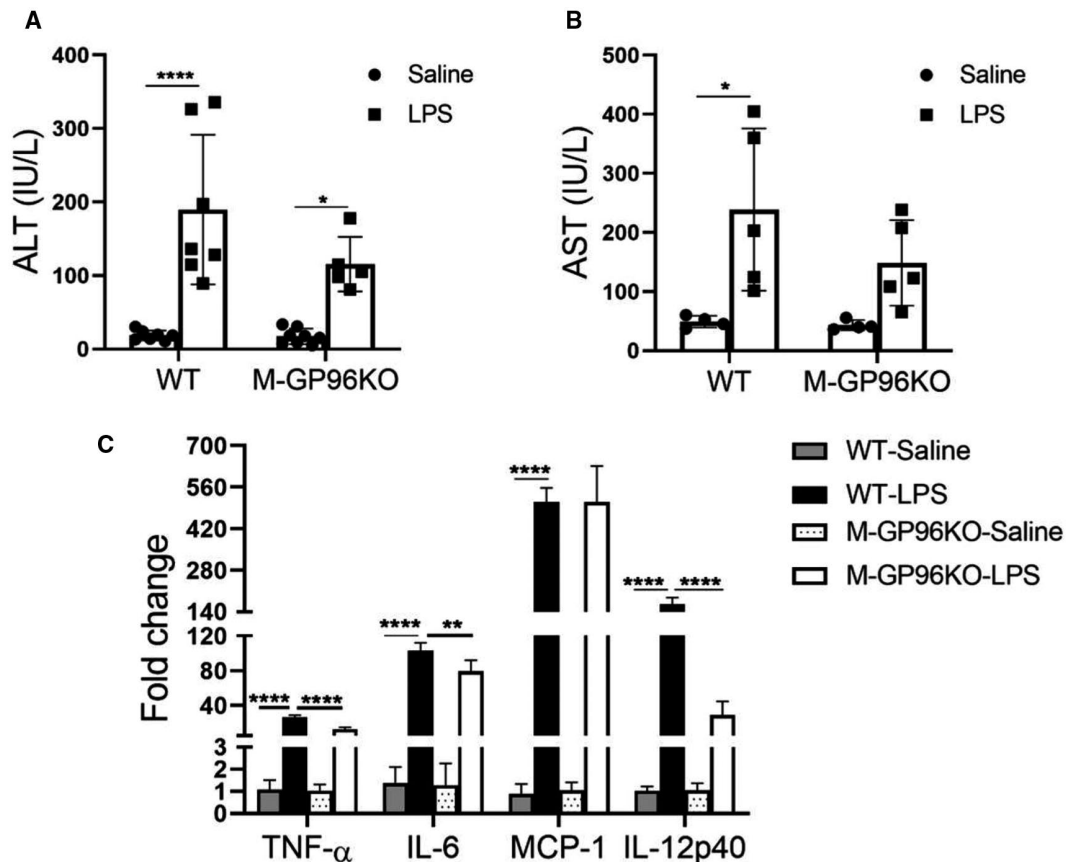 A
ALT (IU/L)
400
300
200
100
0
****
*
Saline
LPS
WT
M-GP96KO
B
AST (IU/L)
500
400
300
200
100
0
*
Saline
LPS
WT
M-GP96KO
C
Fold change
700
560
420
280
140
120
80
40
3
2
1
0
**** ****
**** **
****
**** ****
TNF-α IL-6 MCP-1 IL-12p40
WT-Saline
WT-LPS
M-GP96KO-Saline
M-GP96KO-LPS